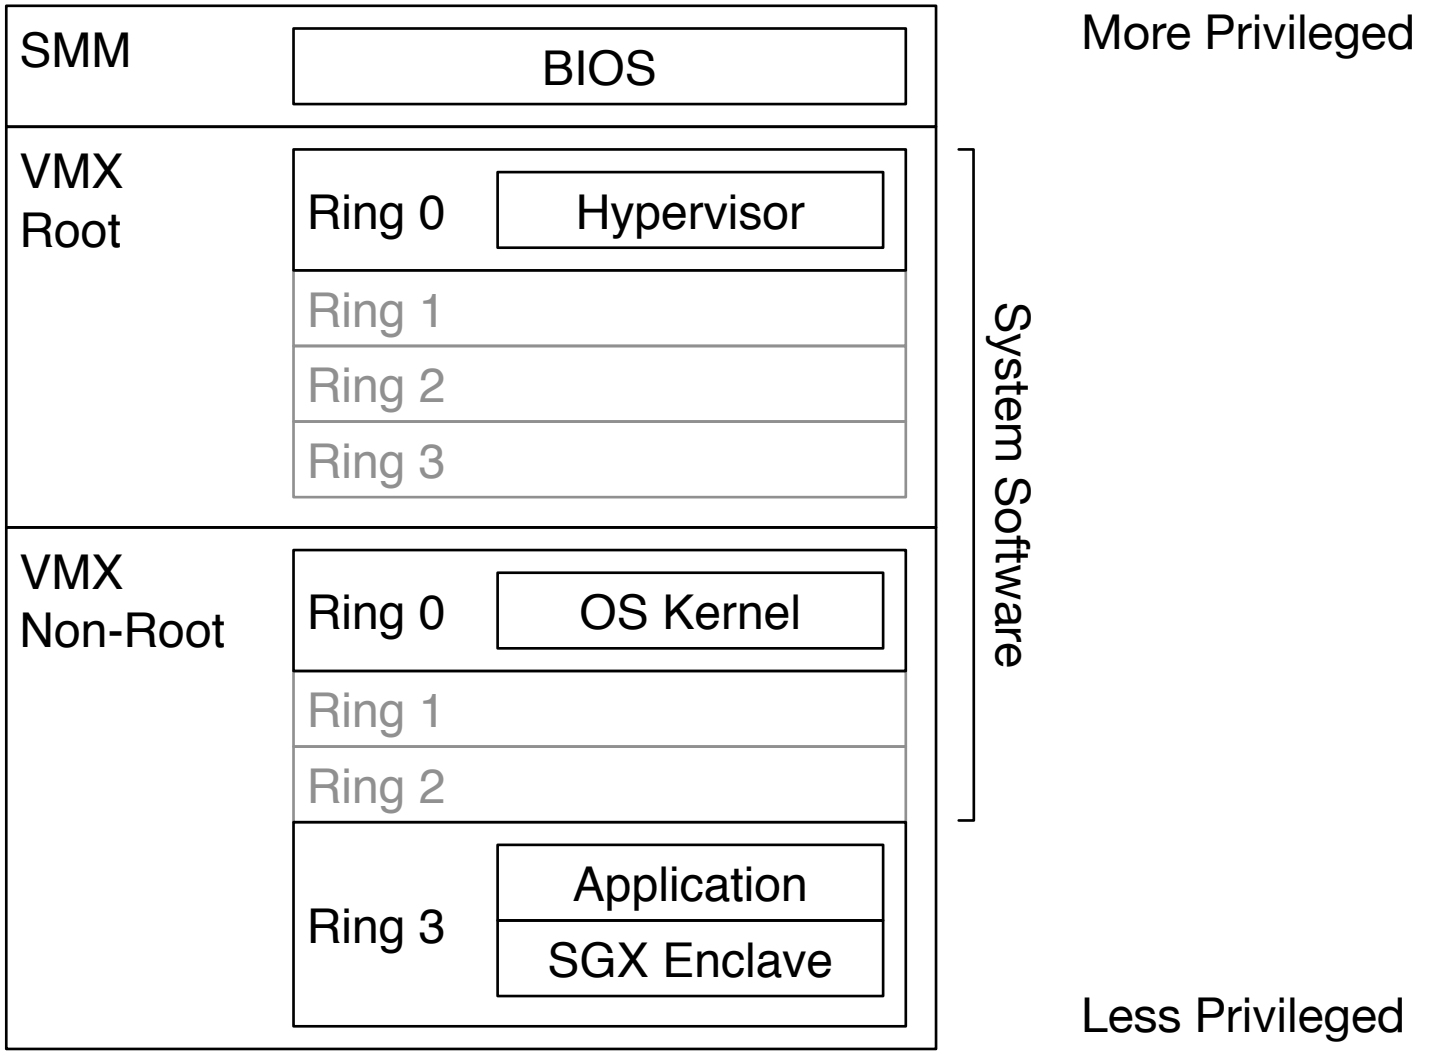 SMM
BIOS
More Privileged
VMX
Root
Ring 0
Hypervisor
Ring 1
Ring 2
Ring 3
System Software
VMX
Non-Root
Ring 0
OS Kernel
Ring 1
Ring 2
Ring 3
Application
SGX Enclave
Less Privileged